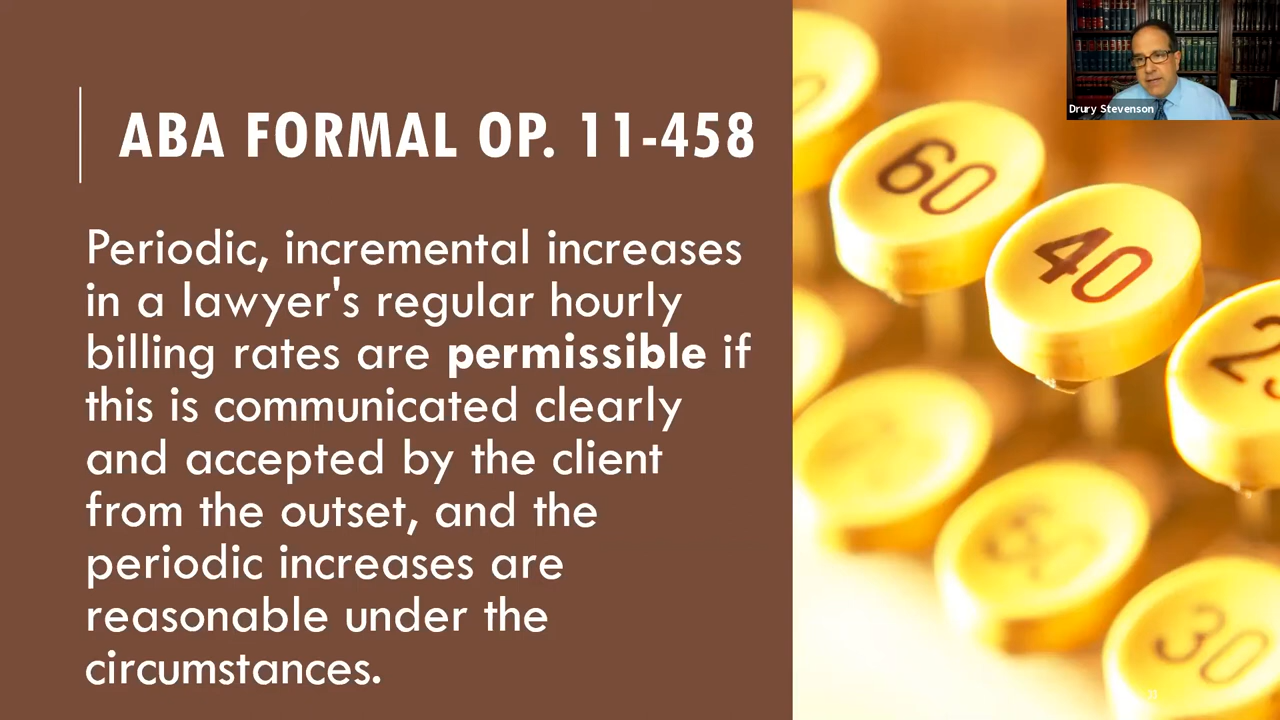 ABA FORMAL OP. 11-458
Drury Stevenson
Periodic, incremental increases
in a lawyer's regular hourly
billing rates are permissible if
this is communicated clearly
and accepted by the client
from the outset, and the
periodic increases are
reasonable under the
circumstances.
60
40
30